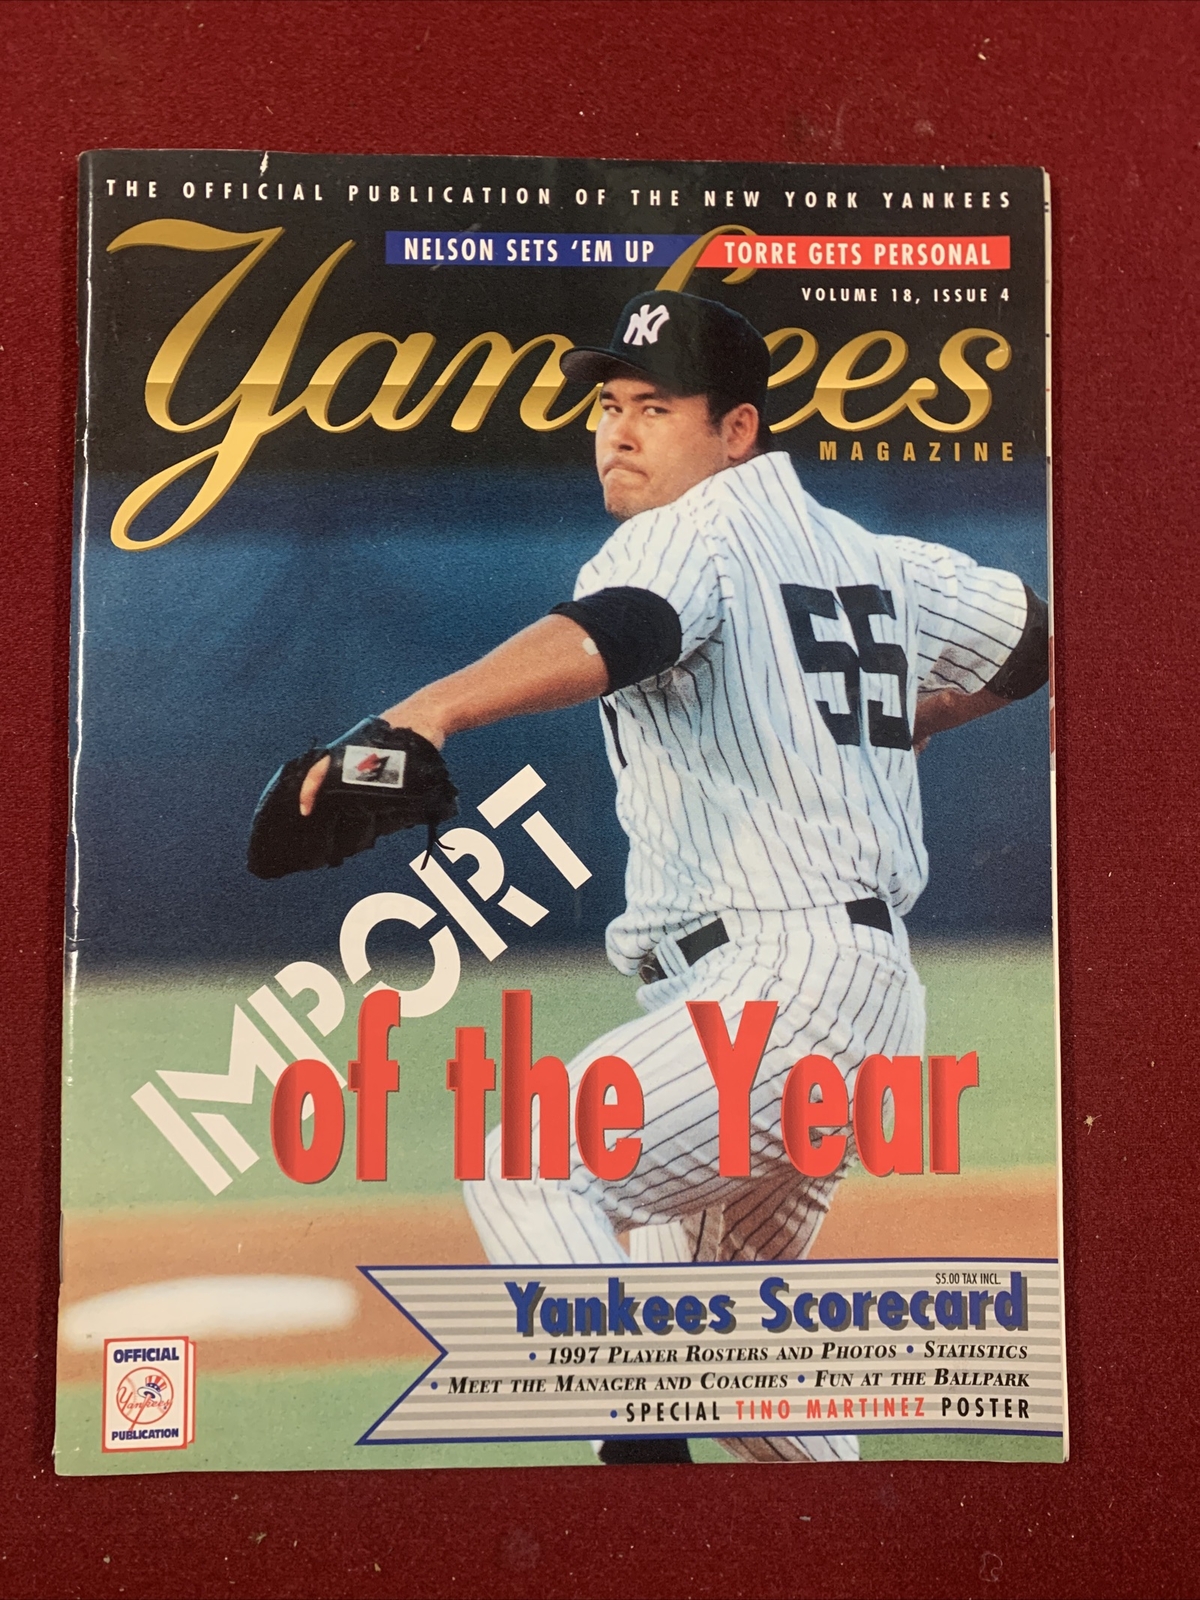 THE OFFICIAL PUBLICATION OF THE NEW YORK YANKEES
NELSON SETS 'EM UP
TORRE GETS PERSONAL
VOLUME 18, ISSUE 4
Yankees
MAGAZINE
NY
55
IMPORT
of the Year
$5.00 TAX INCL.
Yankees Scorecard
• 1997 PLAYER ROSTERS AND PHOTOS • STATISTICS
• MEET THE MANAGER AND COACHES • FUN AT THE BALLPARK
• SPECIAL TINO MARTINEZ POSTER
OFFICIAL
Yankees
PUBLICATION